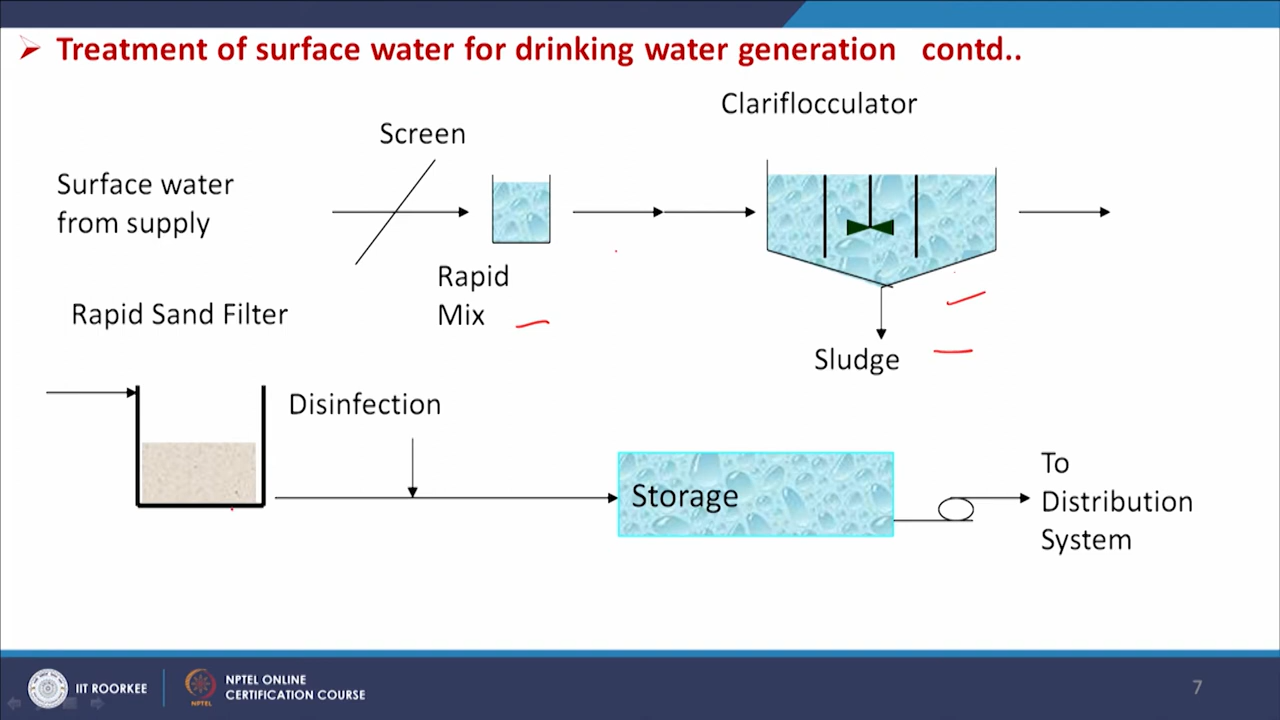 Treatment of surface water for drinking water generation contd..
Clariflocculator
Screen
Surface water
from supply
Rapid
Mix
Rapid Sand Filter
Sludge
Disinfection
Storage
To
Distribution
System
IIT ROORKEE
NPTEL
NPTEL ONLINE
CERTIFICATION COURSE
7